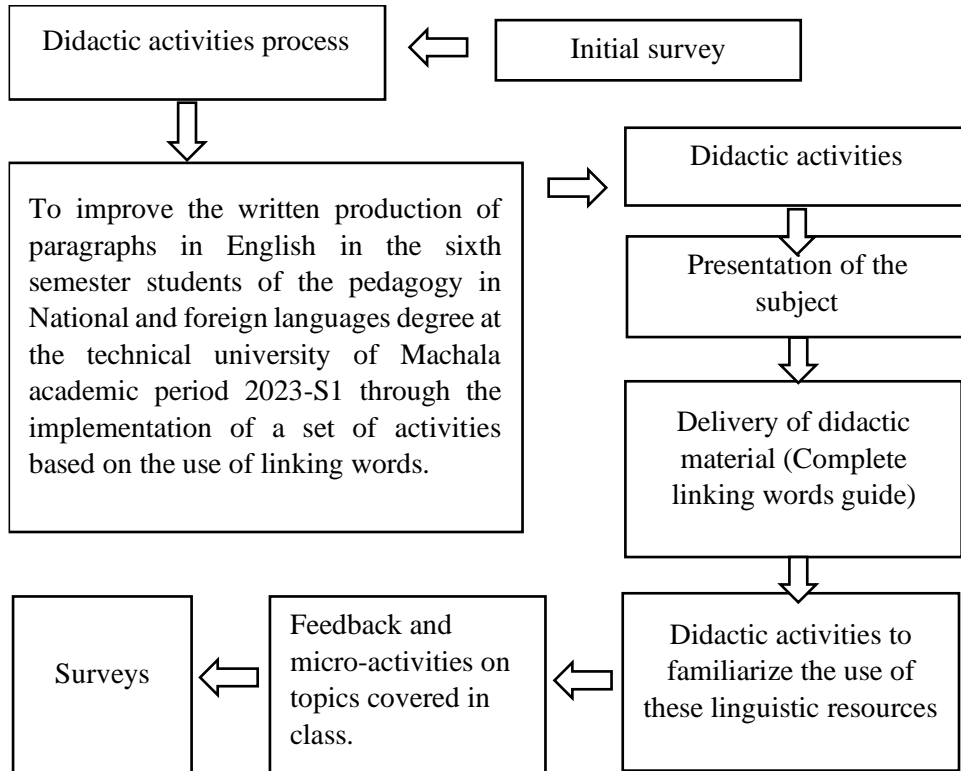 Didactic activities process
Initial survey
To improve the written production of
paragraphs in English in the sixth
semester students of the pedagogy in
National and foreign languages degree at
the technical university of Machala
academic period 2023-S1 through the
implementation of a set of activities
based on the use of linking words.
Didactic activities
Presentation of the
subject
Delivery of didactic
material (Complete
linking words guide)
Didactic activities to
familiarize the use of
these linguistic resources
Feedback and
micro-activities on
topics covered in
class.
Surveys